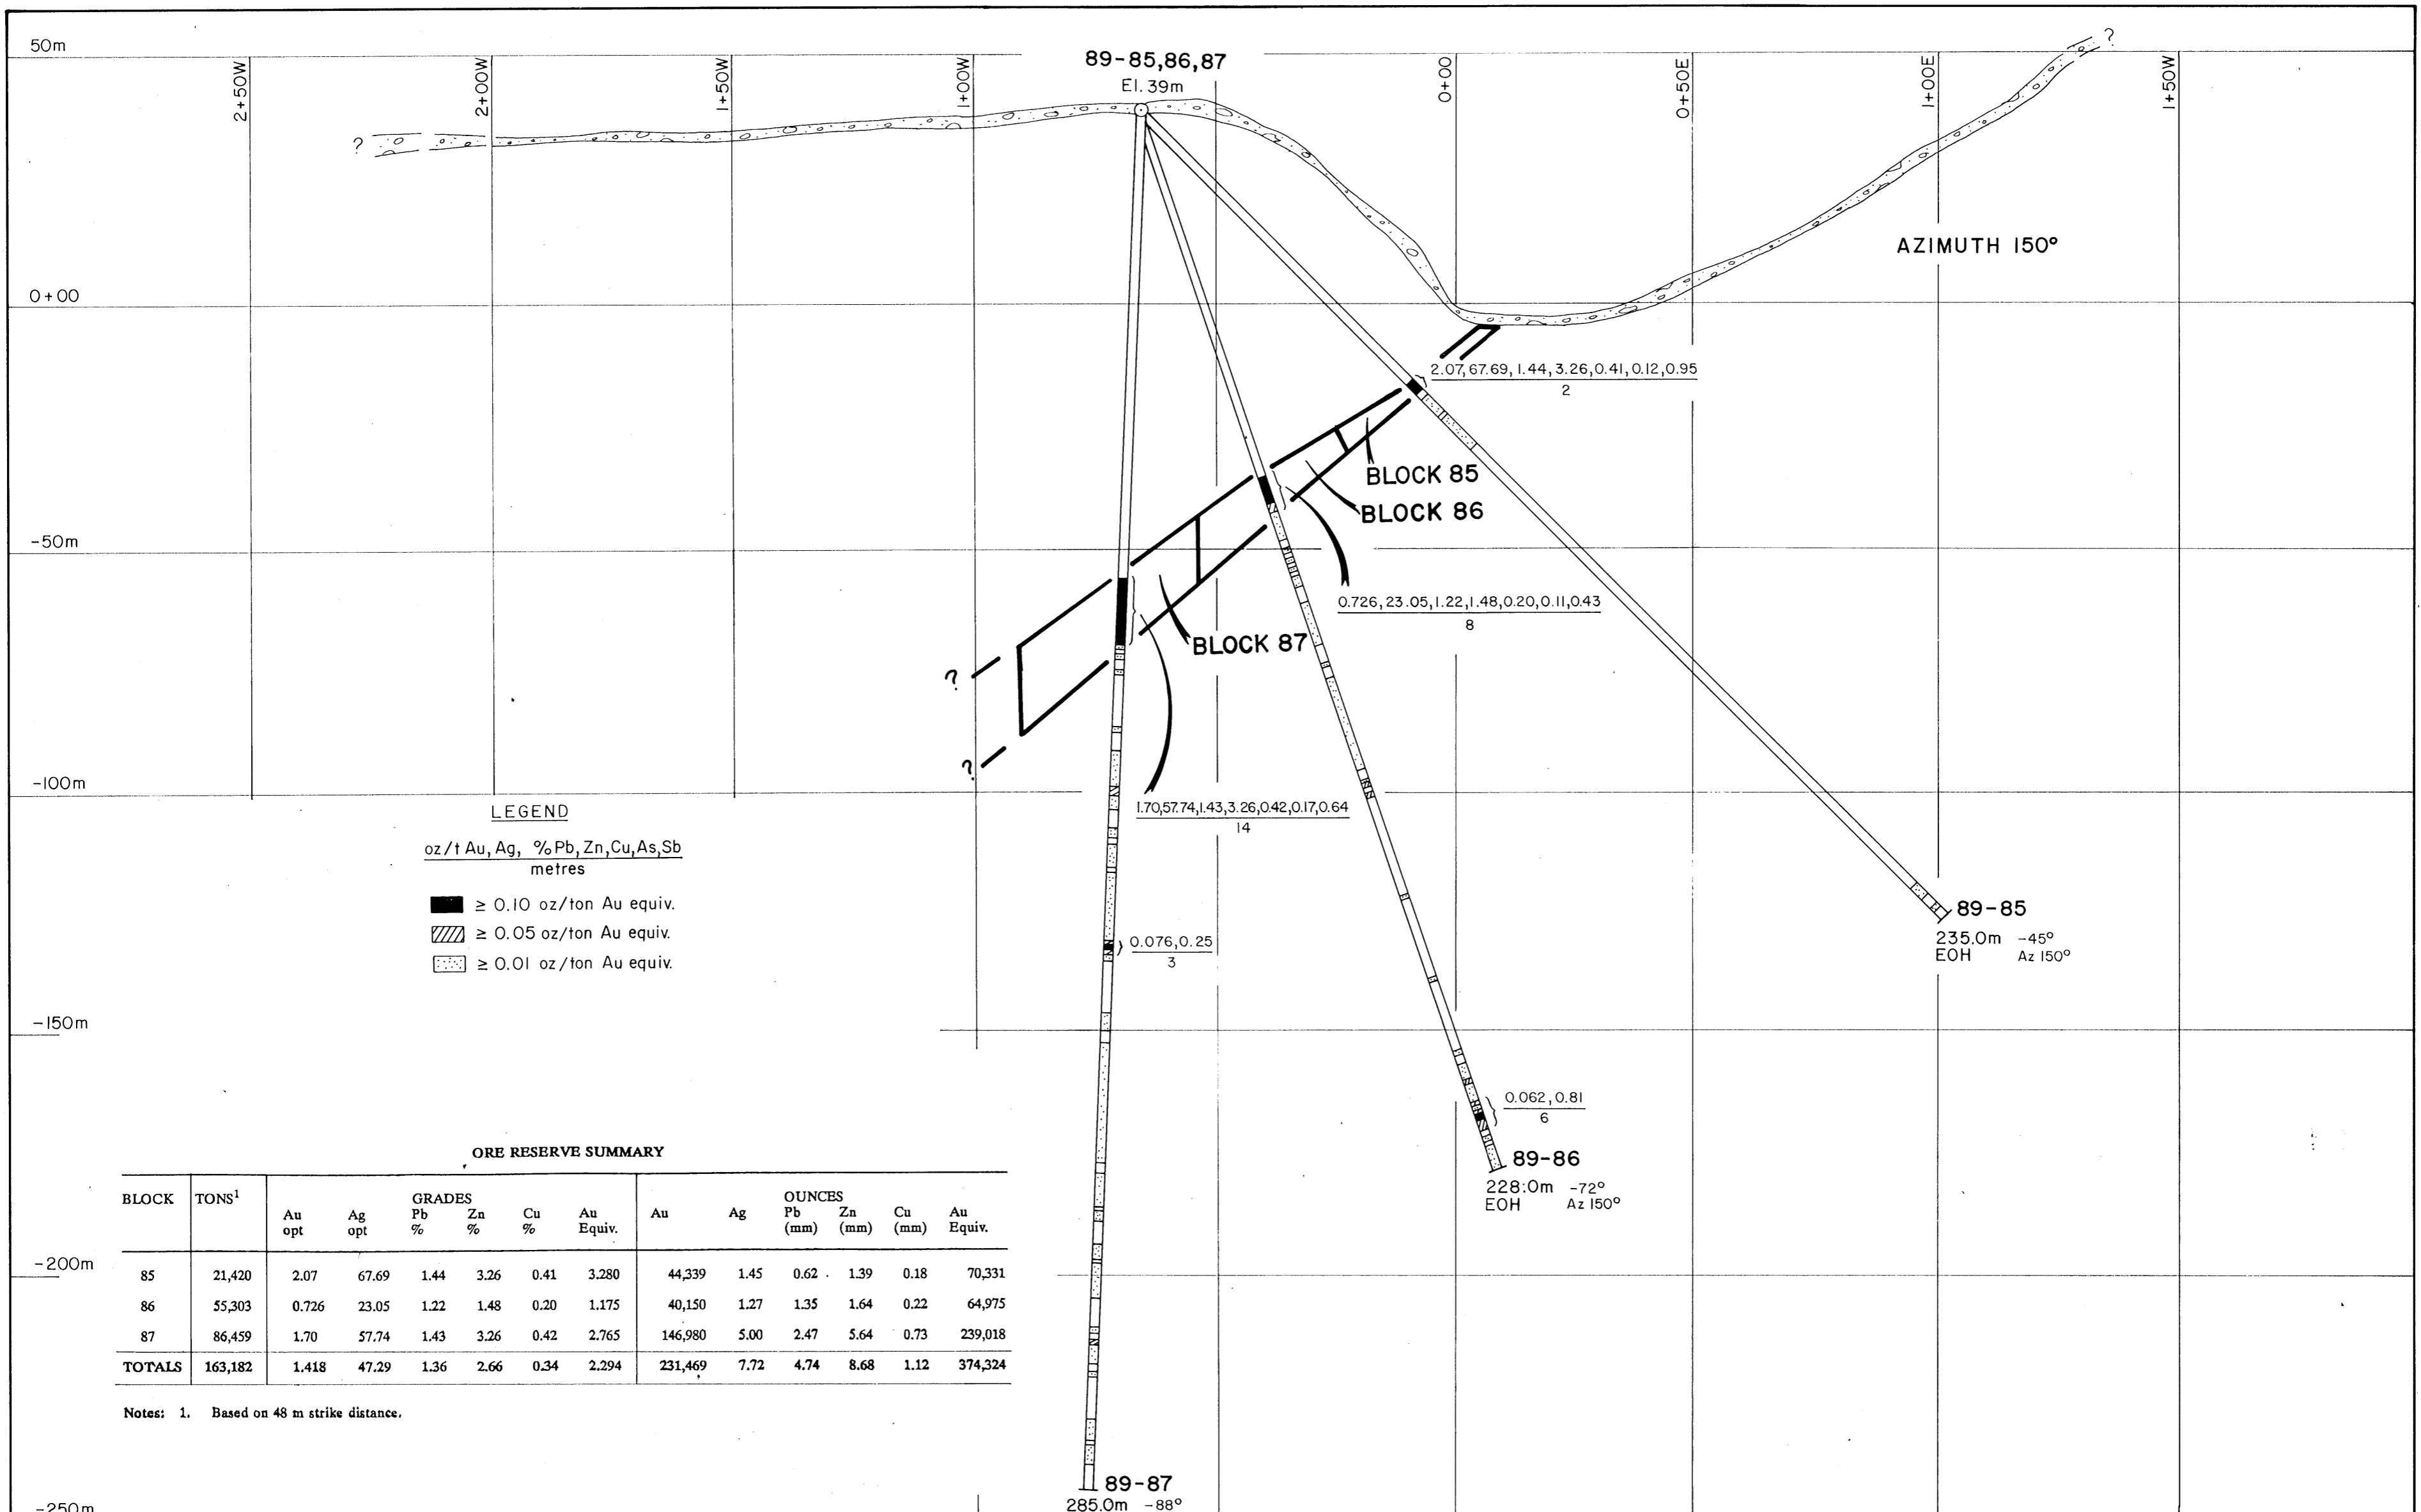 50m
2+50W
2+00W
1+50W
1+00W
89-85,86,87
El. 39m
0+00
0+50E
1+00E
1+50W
?
?
AZIMUTH 150°
0+00
2.07, 67.69, 1.44, 3.26, 0.41, 0.12, 0.95
2
BLOCK 85
BLOCK 86
-50m
0.726, 23.05, 1.22, 1.48, 0.20, 0.11, 0.43
8
BLOCK 87
?
?
-100m
1.70, 57.74, 1.43, 3.26, 0.42, 0.17, 0.64
14
LEGEND
oz/t Au, Ag, % Pb, Zn, Cu, As, Sb
metres
≥ 0.10 oz/ton Au equiv.
≥ 0.05 oz/ton Au equiv.
≥ 0.01 oz/ton Au equiv.
89-85
235.0m -45°
EOH Az 150°
0.076, 0.25
3
-150m
0.062, 0.81
6
89-86
228.0m -72°
EOH Az 150°
ORE RESERVE SUMMARY
BLOCK TONS1 GRADES OUNCES
Au Ag Pb Zn Cu Au Au Ag Pb Zn Cu Au
opt opt % % % Equiv. (mm) (mm) (mm) Equiv.
-200m
85 21,420 2.07 67.69 1.44 3.26 0.41 3.280 44,339 1.45 0.62 1.39 0.18 70,331
86 55,303 0.726 23.05 1.22 1.48 0.20 1.175 40,150 1.27 1.35 1.64 0.22 64,975
87 86,459 1.70 57.74 1.43 3.26 0.42 2.765 146,980 5.00 2.47 5.64 0.73 239,018
TOTALS 163,182 1.418 47.29 1.36 2.66 0.34 2.294 231,469 7.72 4.74 8.68 1.12 374,324
Notes: 1. Based on 48 m strike distance.
89-87
285.0m -88°
-250m